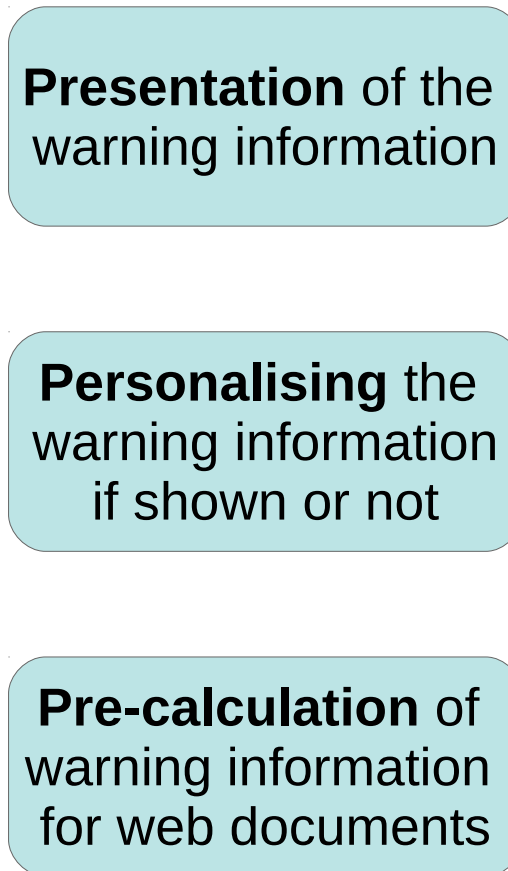 Presentation of the
warning information
Personalising the
warning information
if shown or not
Pre-calculation of
warning information
for web documents